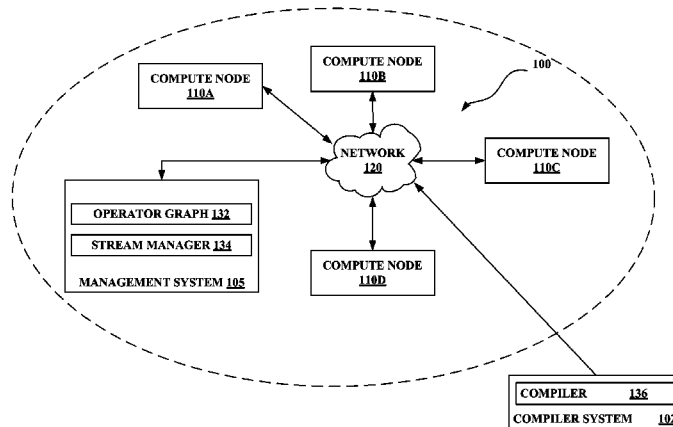 COMPUTE NODE
110B
100
COMPUTE NODE
110A
NETWORK
120
COMPUTE NODE
110C
OPERATOR GRAPH 132
STREAM MANAGER 134
MANAGEMENT SYSTEM 105
COMPUTE NODE
110D
COMPILER 136
COMPILER SYSTEM